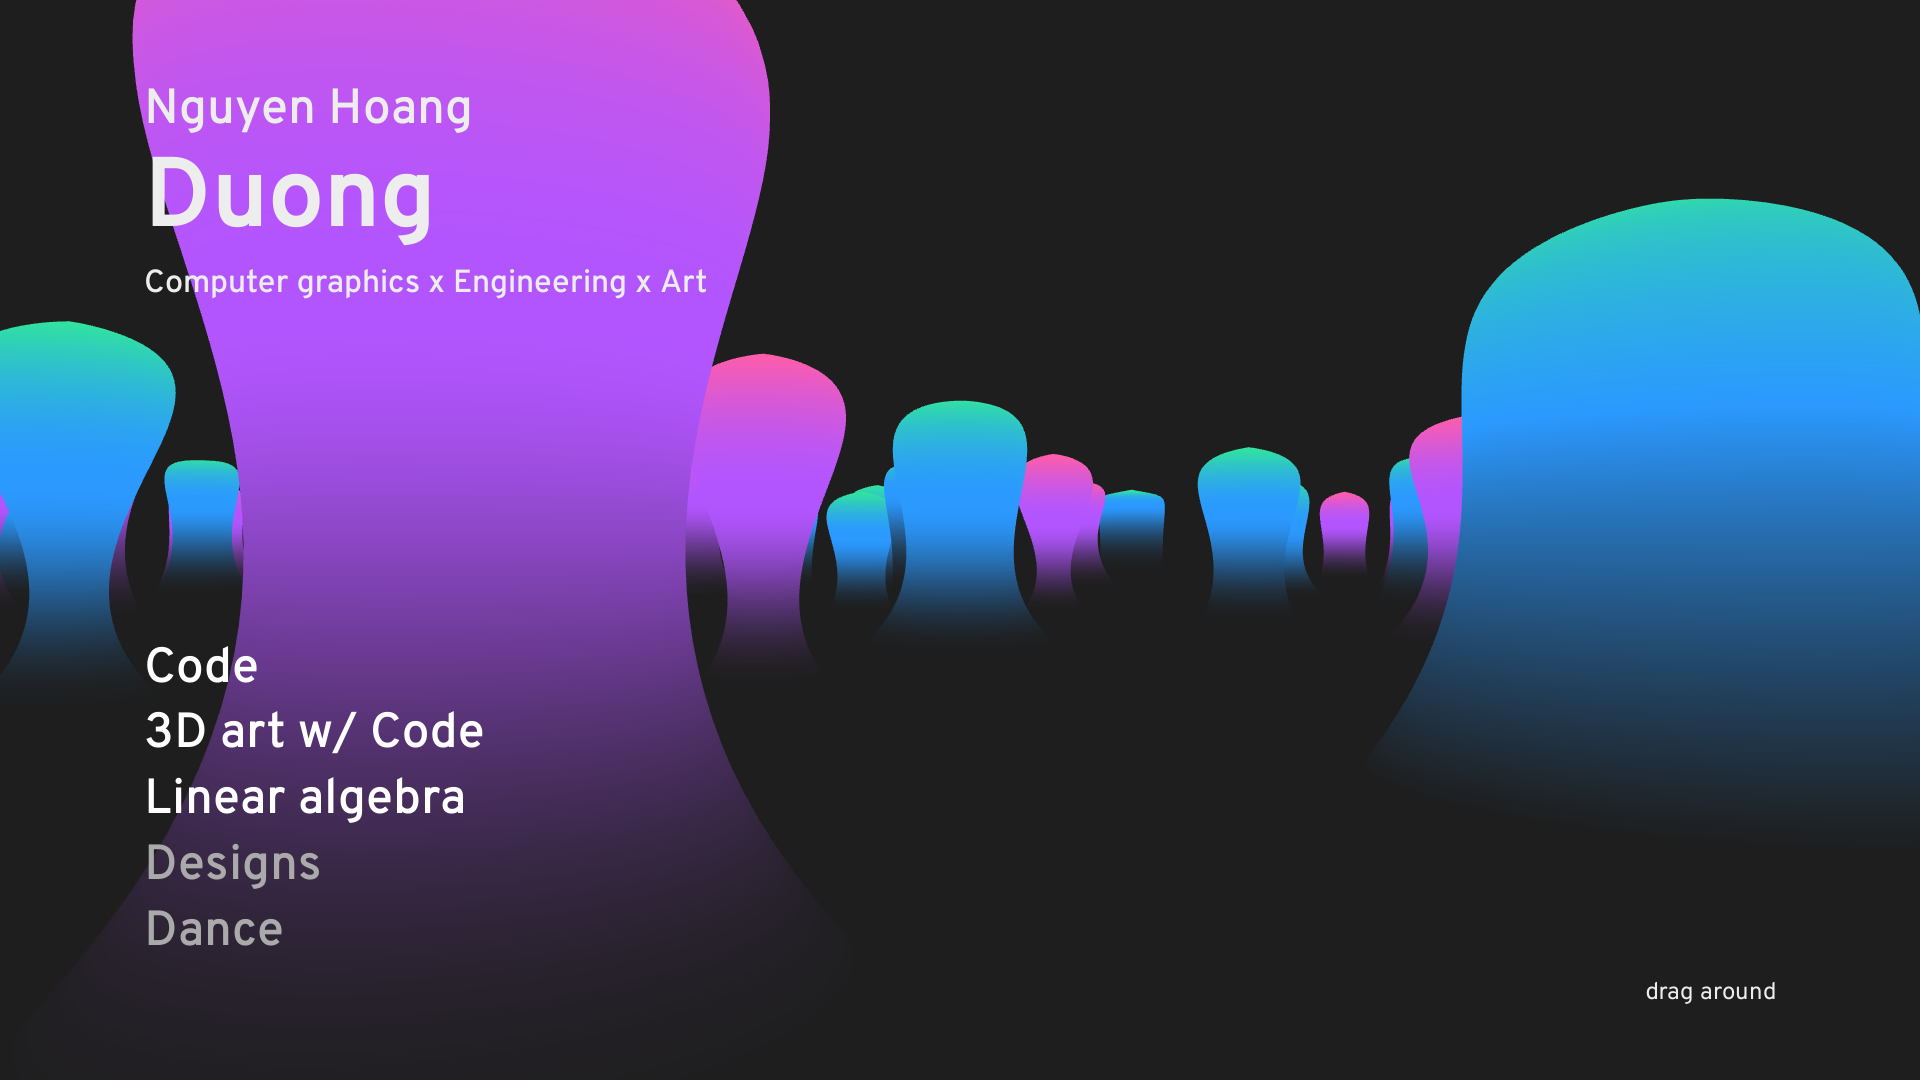 Nguyen Hoang
Duong
Computer graphics x Engineering x Art
Code
3D art w/ Code
Linear algebra
Designs
Dance
drag around